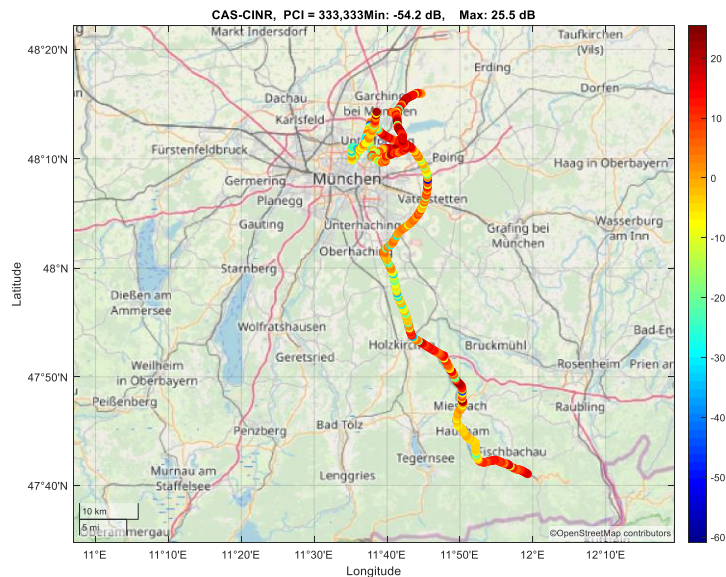 CAS-CINR, PCI = 333,333Min: -54.2 dB, Max: 25.5 dB
48°20'N
Markt Indersdorf
Taufkirchen
(Vils)
20
Erding
Dachau
Garching
bei München
Dorfen
Karlsfeld
10
48°10'N
Fürstenfeldbruck
Poing
Haag in Oberbayern
Germering
München
0
Planegg
Vaterstetten
Gauting
Unterhaching
Grafing bei
München
Wasserburg
am Inn
Oberhaching
-10
48°N
Starnberg
Latitude
Dießen am
Ammersee
-20
Wolfratshausen
Holzkirchen
Bruckmühl
Bad
Geretsried
-30
Weilheim
in Oberbayern
Rosenheim
Prien
47°50'N
Peißenberg
Miesbach
Raubling
-40
Penzberg
Bad Tölz
Hausham
Tegernsee
Fischbachau
Murnau am
Staffelsee
Lenggries
-50
47°40'N
10 km
5 mi
Oberammergau
©OpenStreetMap contributors
-60
11°E
11°10'E
11°20'E
11°30'E
11°40'E
11°50'E
12°E
12°10'E
Longitude